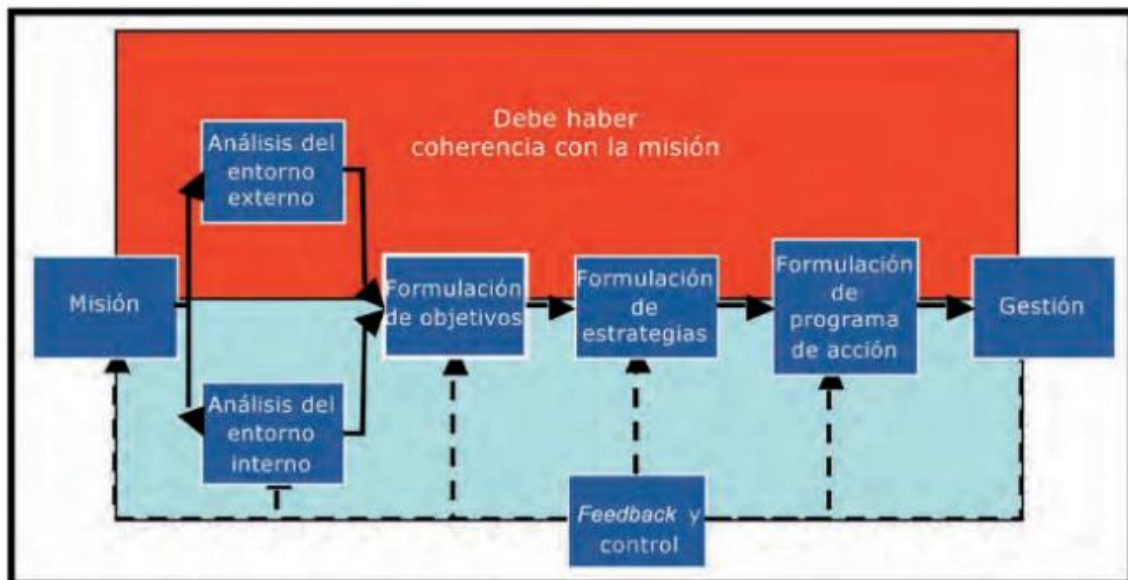 Debe haber
coherencia con la misión
Análisis del
entorno
externo
Misión
Formulación
de objetivos
Formulación
de
estrategias
Formulación
de
programa
de acción
Gestión
Análisis del
entorno
interno
Feedback y
control